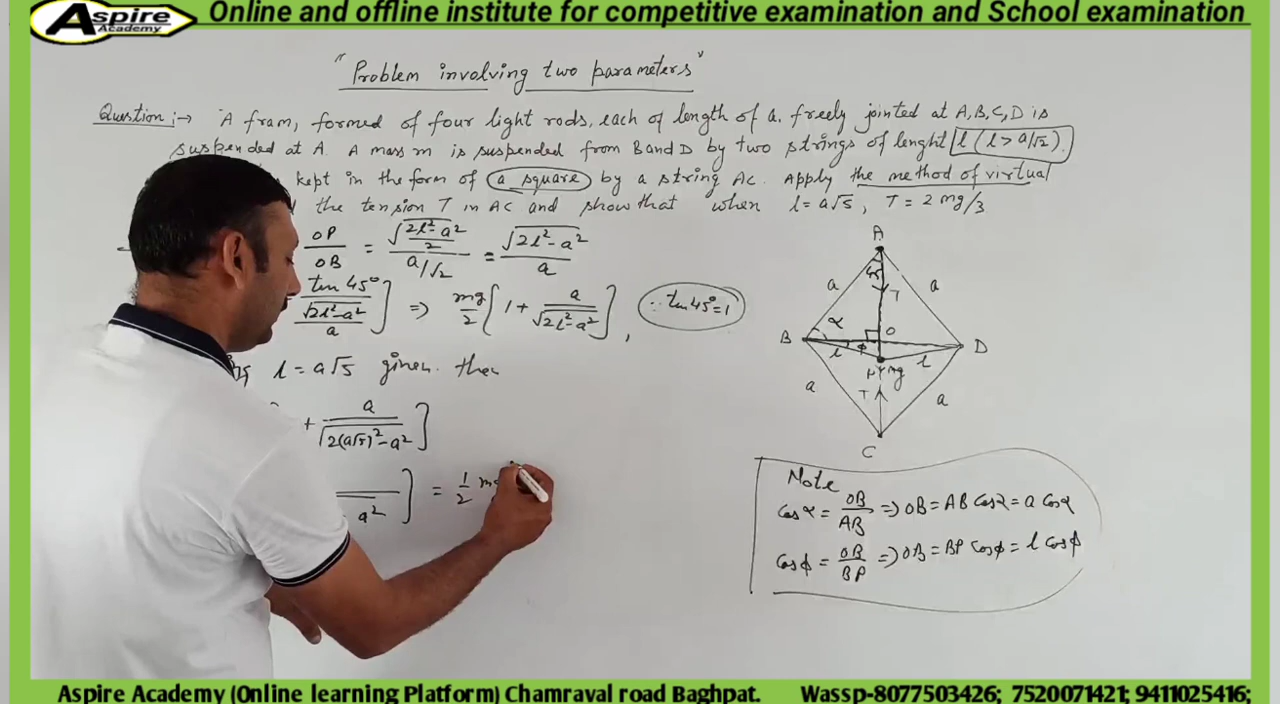 Aspire Academy
Online and offline institute for competitive examination and School examination
"Problem involving two parameters"
Question:→ A fram, formed of four light rods, each of length of a, freely jointed at A,B,C,D is
suspended at A. A mass m is suspended from B and D by two strings of lenght l (l > a/√2).
kept in the form of a square by a string AC. Apply the method of virtual
the tension T in AC and show that when l = a√5, T = 2mg/3
OP/OB = √((2l²-a²)/2) / (a/√2) = √(2l²-a²)/a
tan 45° / (√(2l²-a²)/a)] ⇒ mg/2 [1 + a/√(2l²-a²)], ∵ tan 45° = 1
l = a√5 given. then
+ a/√(2(a√5)²-a²)]
a²] = 1/2
A
45
T
a
a
B
α
O
D
l
ϕ
l
mg
T
a
a
C
Note
Cosα = OB/AB ⇒ OB = AB Cosα = a Cosα
Cosϕ = OB/BP ⇒ OB = BP Cosϕ = l Cosϕ
Aspire Academy (Online learning Platform) Chamraval road Baghpat. Wassp-8077503426; 7520071421; 9411025416;